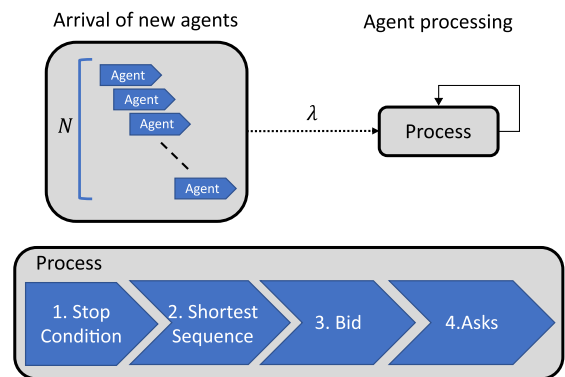 Arrival of new agents
Agent processing
Agent
Agent
N
Agent
λ
Process
Agent
Process
1. Stop
Condition
2. Shortest
Sequence
3. Bid
4.Asks